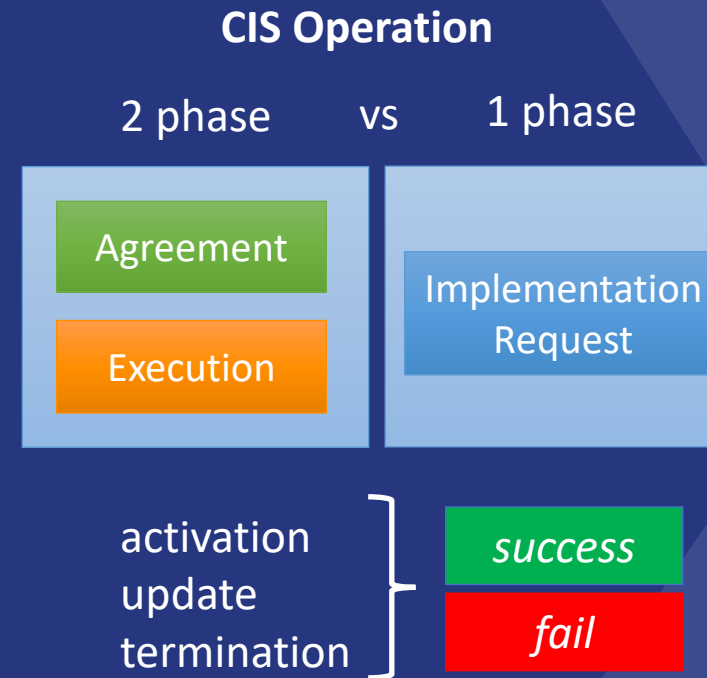 CIS Operation
2 phase vs 1 phase
Agreement
Execution
Implementation
Request
activation
update
termination
success
fail